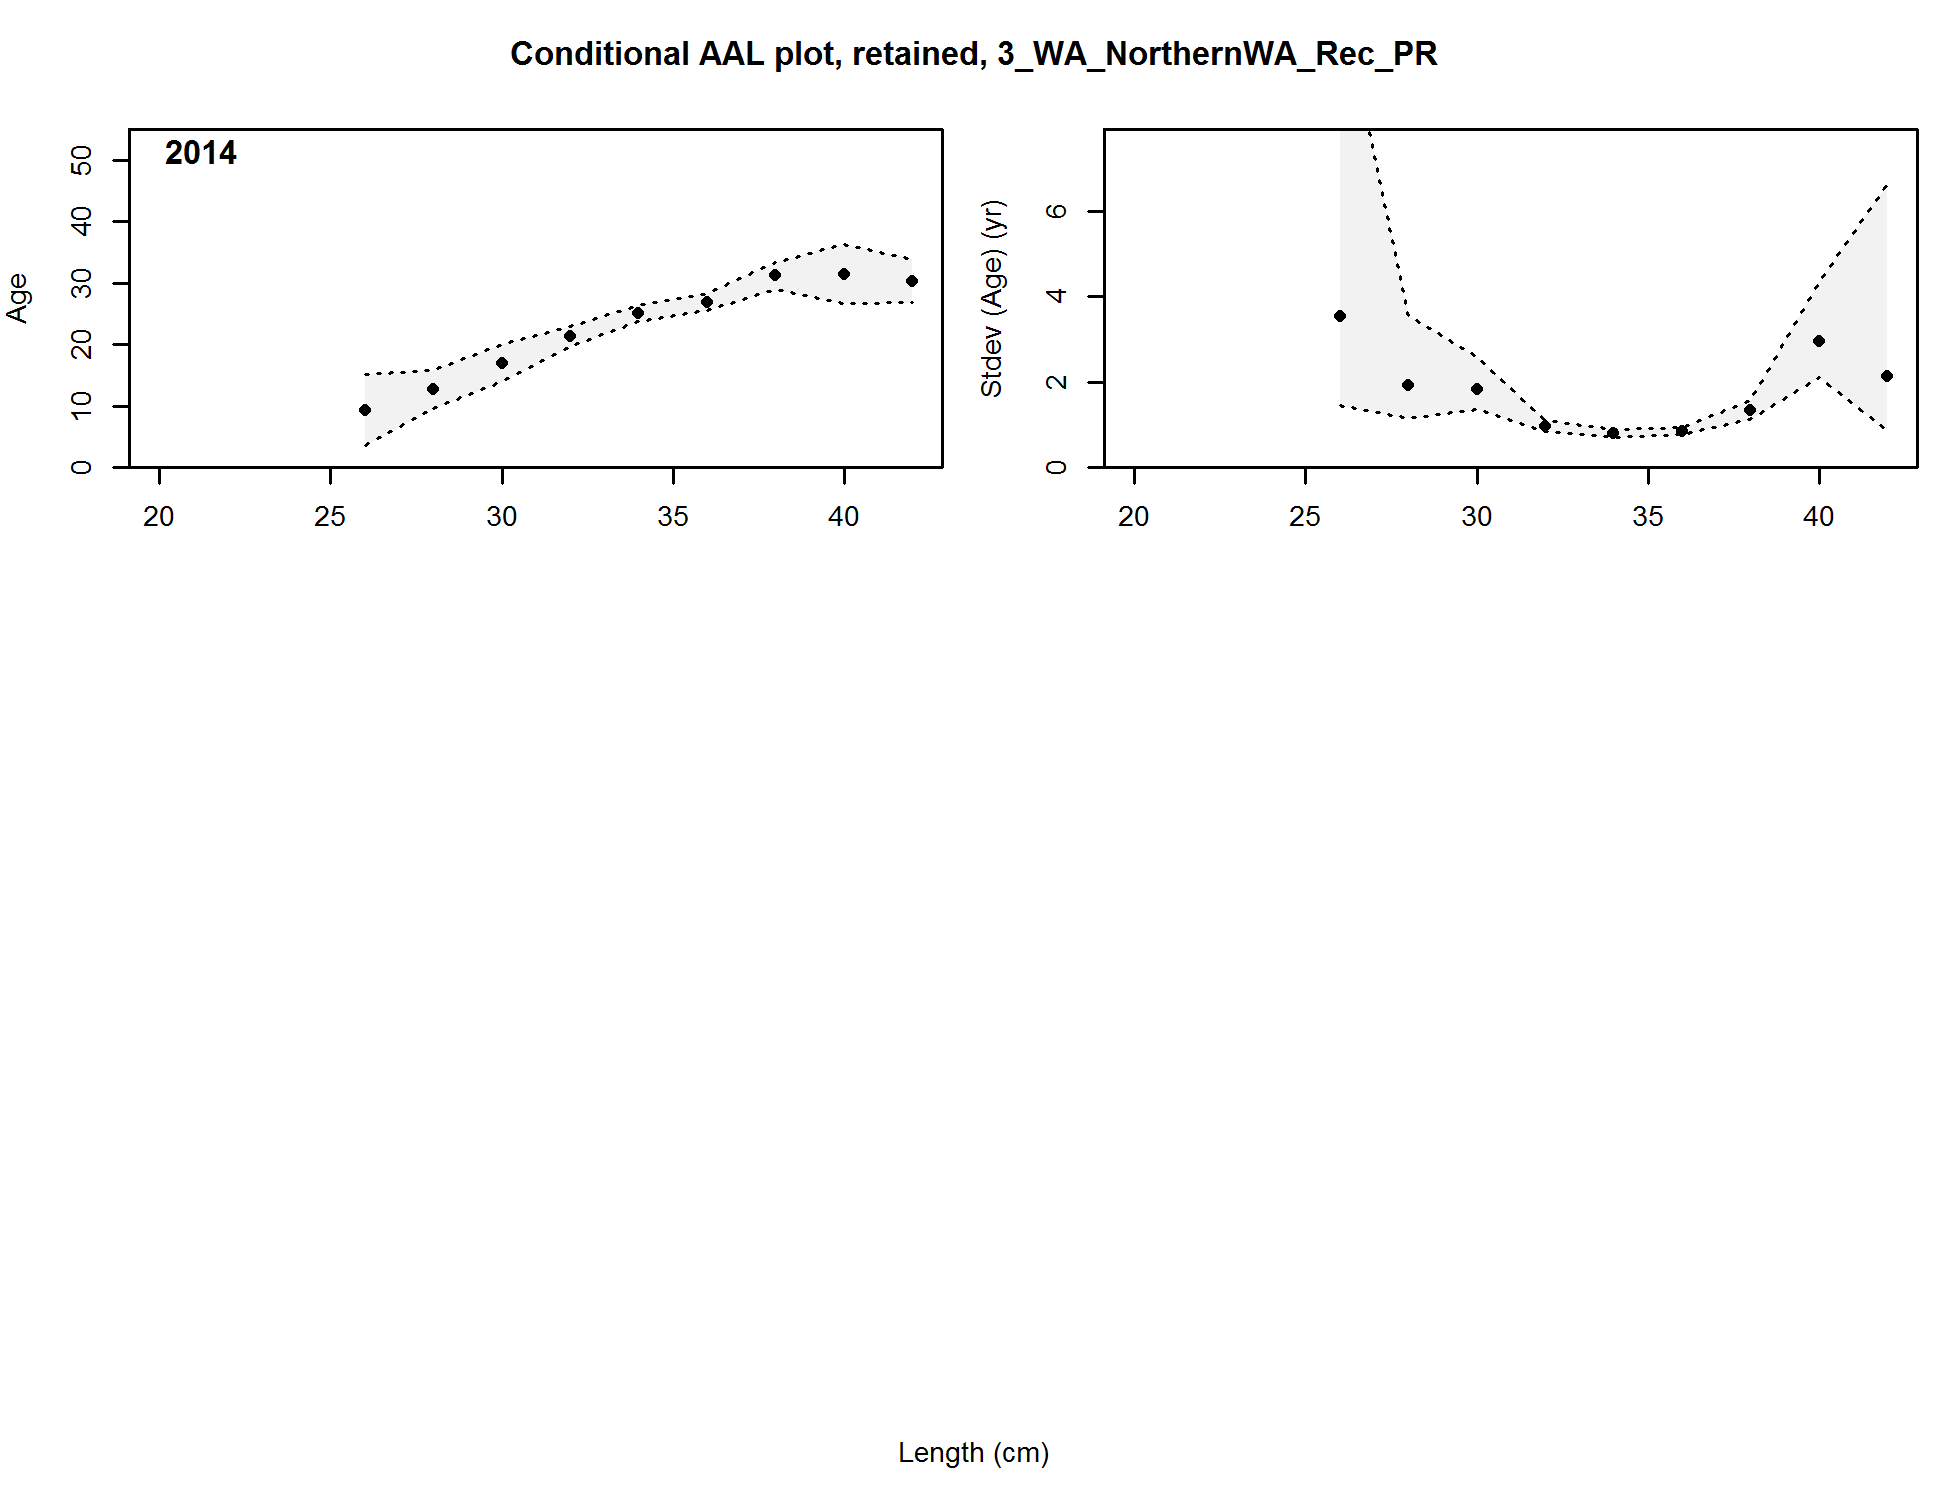 Conditional AAL plot, retained, 3_WA_NorthernWA_Rec_PR
2014
Age
0 10 20 30 40 50
20 25 30 35 40
Stdev (Age) (yr)
0 2 4 6
20 25 30 35 40
Length (cm)